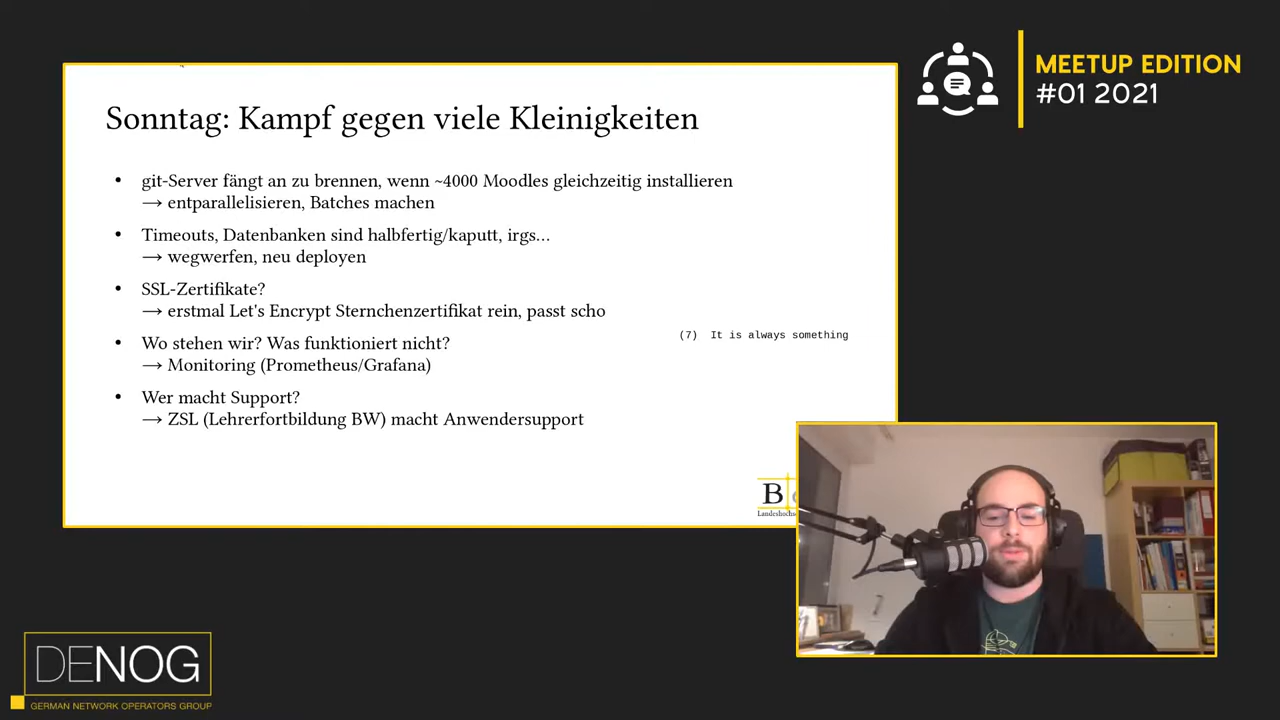 MEETUP EDITION
#01 2021
Sonntag: Kampf gegen viele Kleinigkeiten
• git-Server fängt an zu brennen, wenn ~4000 Moodles gleichzeitig installieren
→ entparallelisieren, Batches machen
• Timeouts, Datenbanken sind halbfertig/kaputt, irgs…
→ wegwerfen, neu deployen
• SSL-Zertifikate?
→ erstmal Let's Encrypt Sternchenzertifikat rein, passt scho
(7) It is always something
• Wo stehen wir? Was funktioniert nicht?
→ Monitoring (Prometheus/Grafana)
• Wer macht Support?
→ ZSL (Lehrerfortbildung BW) macht Anwendersupport
B
Landeshochs
DENOG
GERMAN NETWORK OPERATORS GROUP